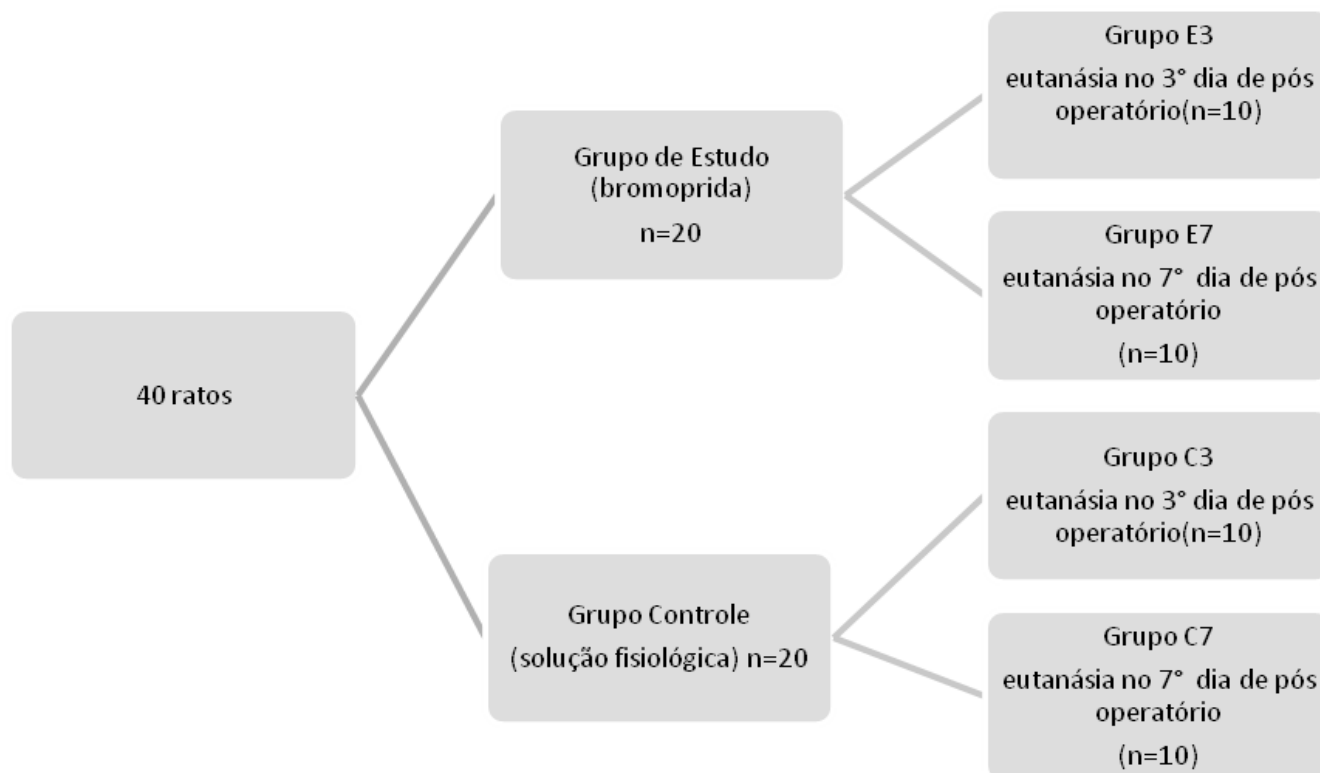 40 ratos
Grupo de Estudo
(bromoprida)
n=20
Grupo Controle
(solução fisiológica) n=20
Grupo E3
eutanásia no 3° dia de pós
operatório(n=10)
Grupo E7
eutanásia no 7° dia de pós
operatório
(n=10)
Grupo C3
eutanásia no 3° dia de pós
operatório(n=10)
Grupo C7
eutanásia no 7° dia de pós
operatório
(n=10)